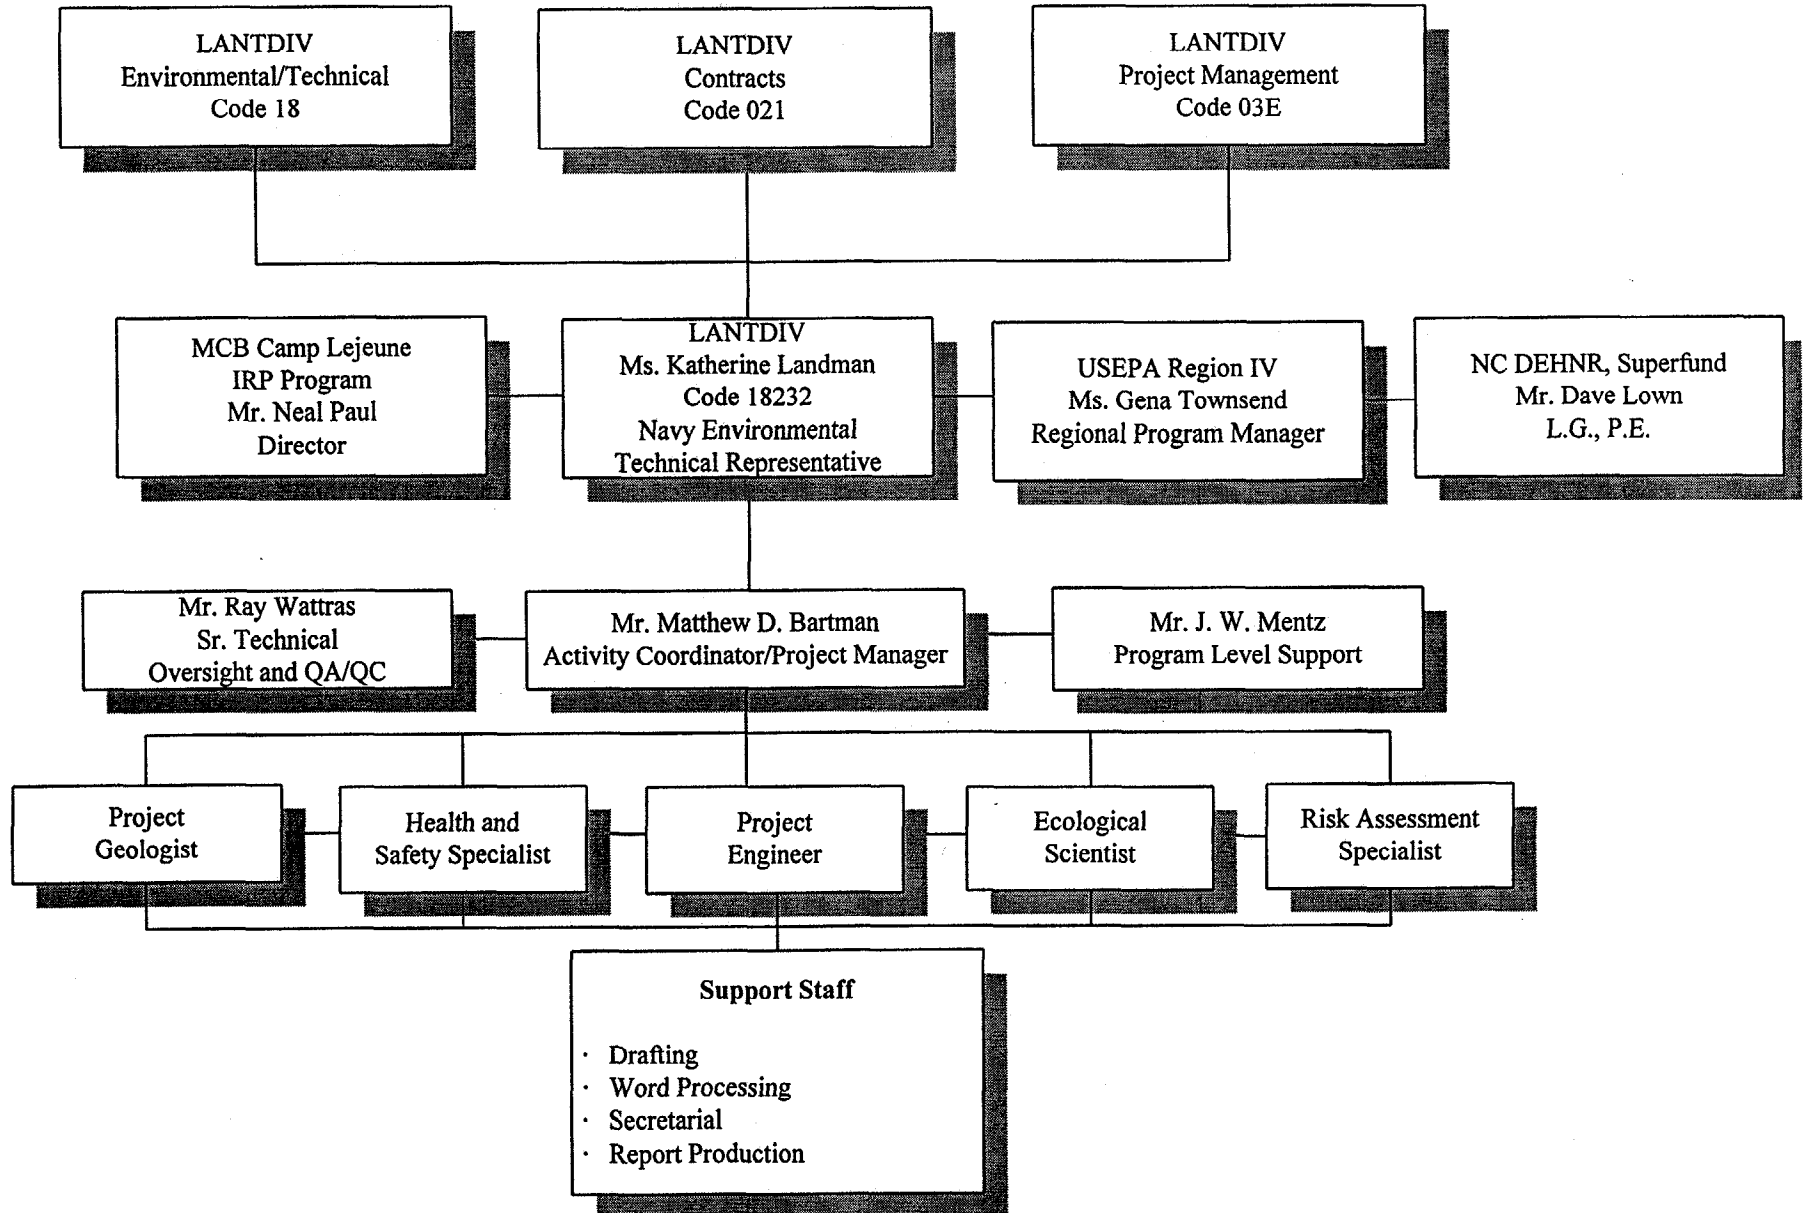 LANTDIV
Environmental/Technical
Code 18
LANTDIV
Contracts
Code 021
LANTDIV
Project Management
Code 03E
MCB Camp Lejeune
IRP Program
Mr. Neal Paul
Director
LANTDIV
Ms. Katherine Landman
Code 18232
Navy Environmental
Technical Representative
USEPA Region IV
Ms. Gena Townsend
Regional Program Manager
NC DEHNR, Superfund
Mr. Dave Lown
L.G., P.E.
Mr. Ray Wattras
Sr. Technical
Oversight and QA/QC
Mr. Matthew D. Bartman
Activity Coordinator/Project Manager
Mr. J. W. Mentz
Program Level Support
Project
Geologist
Health and
Safety Specialist
Project
Engineer
Ecological
Scientist
Risk Assessment
Specialist
Support Staff
· Drafting
· Word Processing
· Secretarial
· Report Production